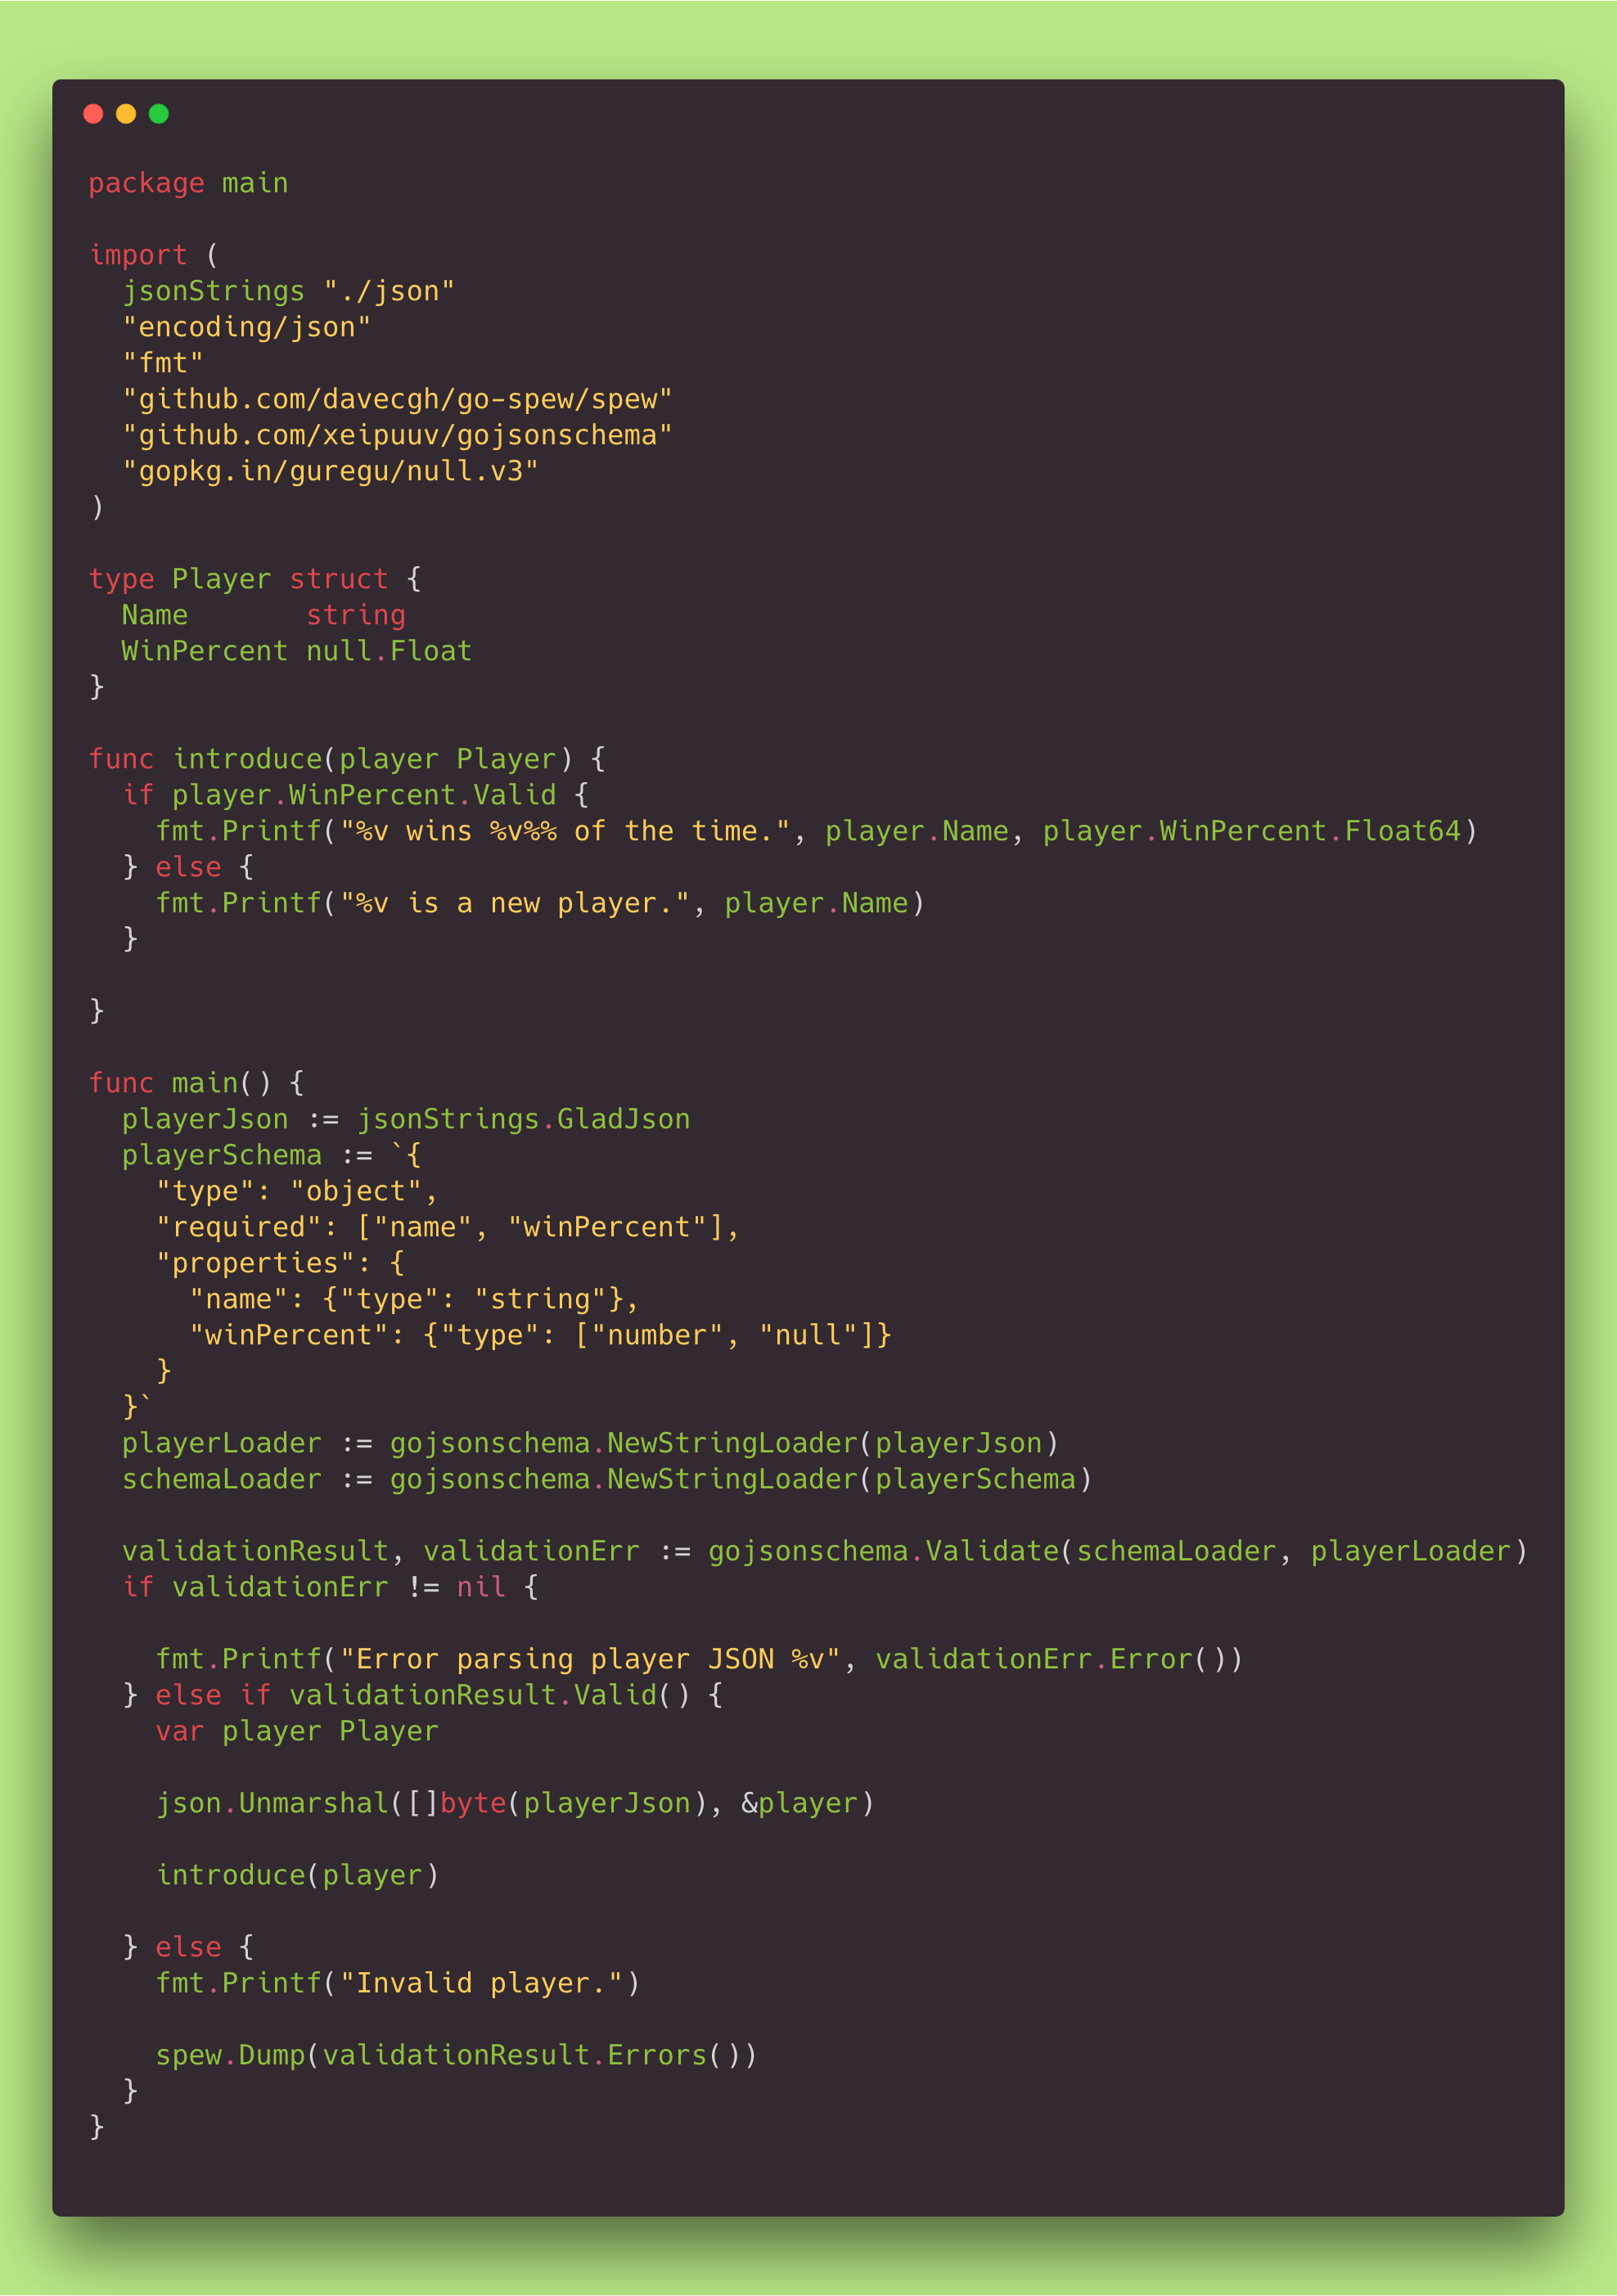 package main

import (
  jsonStrings "./json"
  "encoding/json"
  "fmt"
  "github.com/davecgh/go-spew/spew"
  "github.com/xeipuuv/gojsonschema"
  "gopkg.in/guregu/null.v3"
)

type Player struct {
  Name       string
  WinPercent null.Float
}

func introduce(player Player) {
  if player.WinPercent.Valid {
    fmt.Printf("%v wins %v%% of the time.", player.Name, player.WinPercent.Float64)
  } else {
    fmt.Printf("%v is a new player.", player.Name)
  }

}

func main() {
  playerJson := jsonStrings.GladJson
  playerSchema := `{
    "type": "object",
    "required": ["name", "winPercent"],
    "properties": {
      "name": {"type": "string"},
      "winPercent": {"type": ["number", "null"]}
    }
  }`
  playerLoader := gojsonschema.NewStringLoader(playerJson)
  schemaLoader := gojsonschema.NewStringLoader(playerSchema)

  validationResult, validationErr := gojsonschema.Validate(schemaLoader, playerLoader)
  if validationErr != nil {

    fmt.Printf("Error parsing player JSON %v", validationErr.Error())
  } else if validationResult.Valid() {
    var player Player

    json.Unmarshal([]byte(playerJson), &player)

    introduce(player)

  } else {
    fmt.Printf("Invalid player.")

    spew.Dump(validationResult.Errors())
  }
}